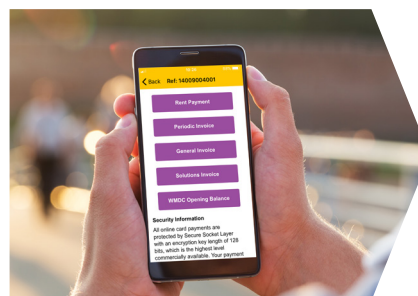 Back Ref: 14009004001
Rent Payment
Periodic Invoice
General Invoice
Solutions Invoice
WMDC Opening Balance
Security Information
All online card payments are
protected by Secure Socket Layer
with an encryption key length of 128
bits, which is the highest level
commercially available. Your payment